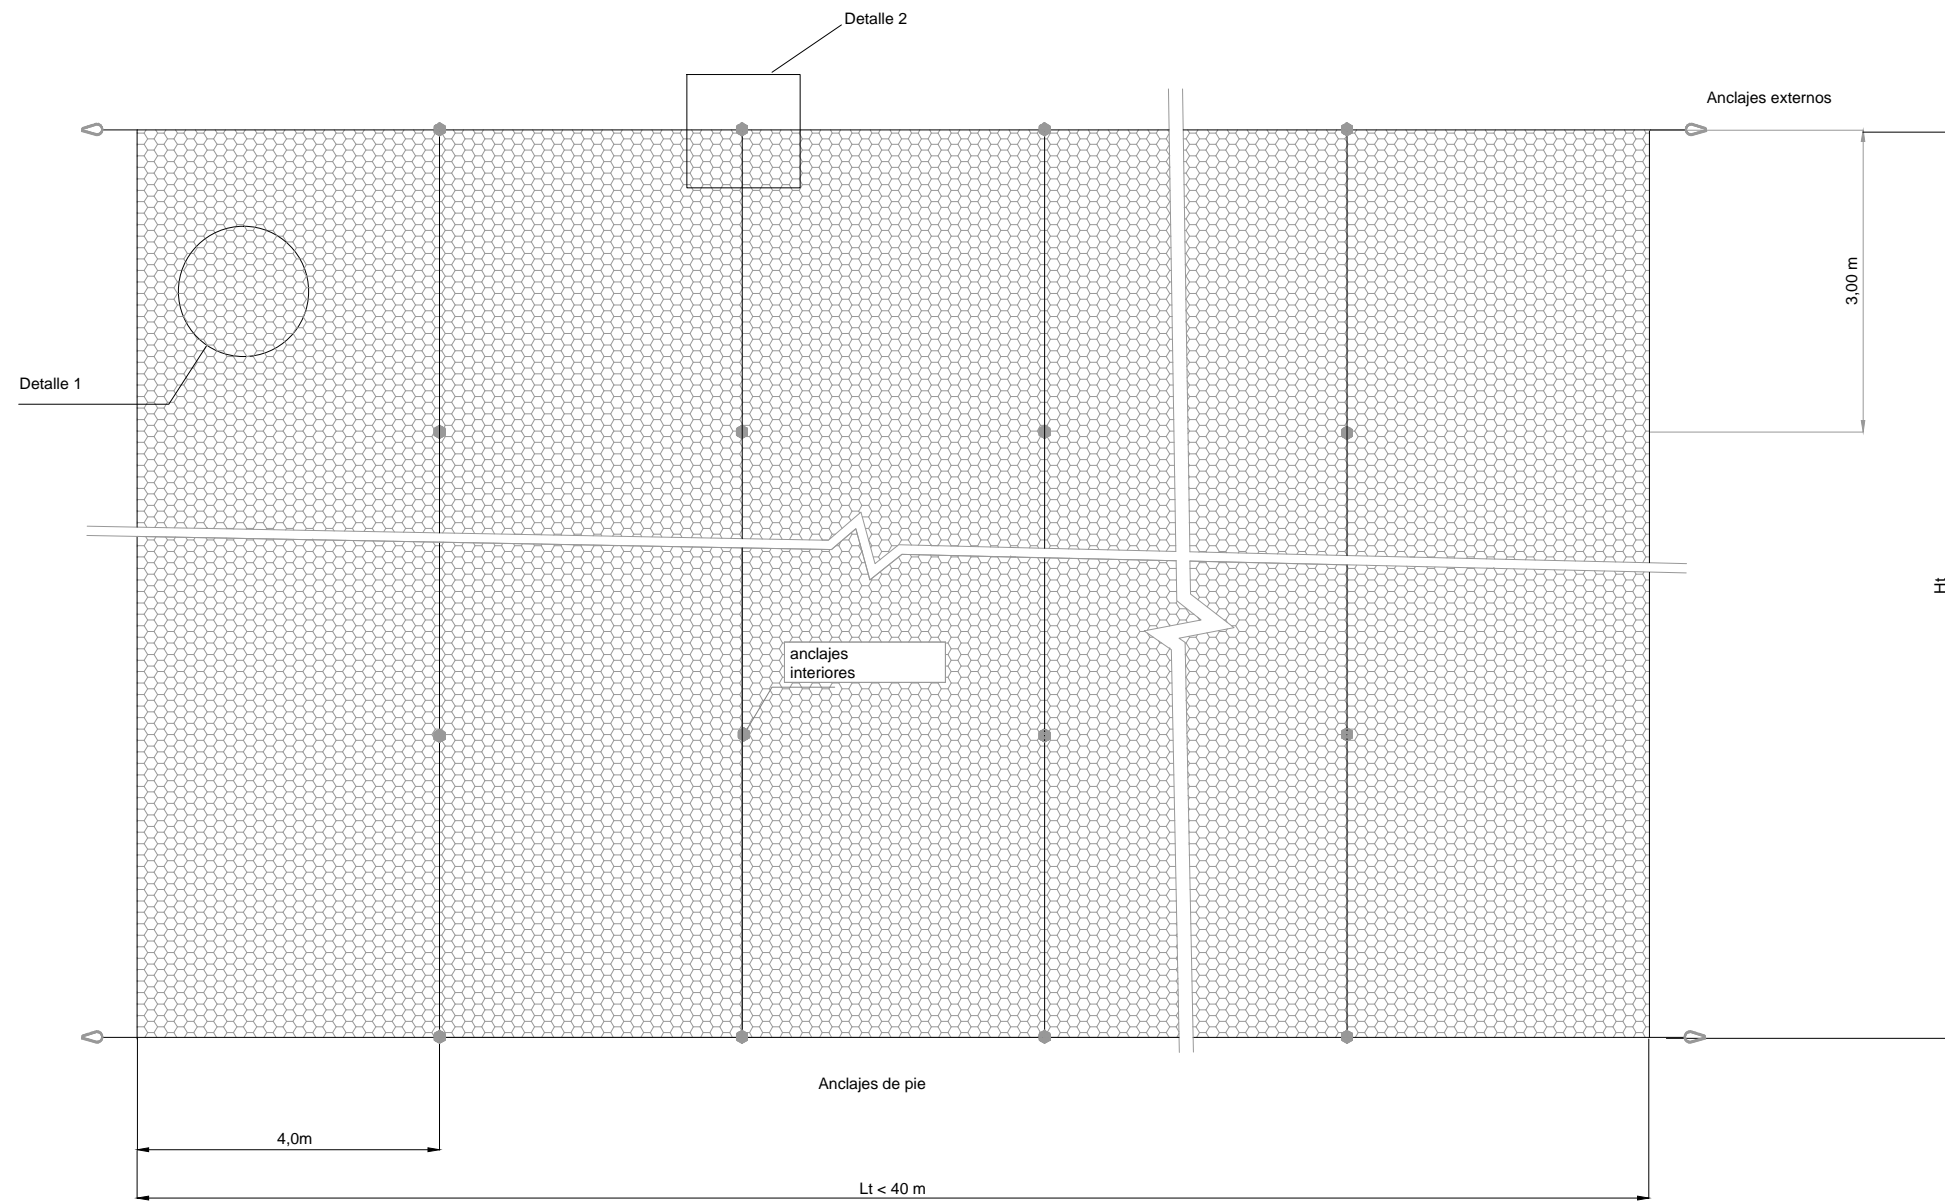 Detalle 2
Anclajes externos
3,00 m
Detalle 1
Ht
anclajes
interiores
Anclajes de pie
4,0m
Lt < 40 m